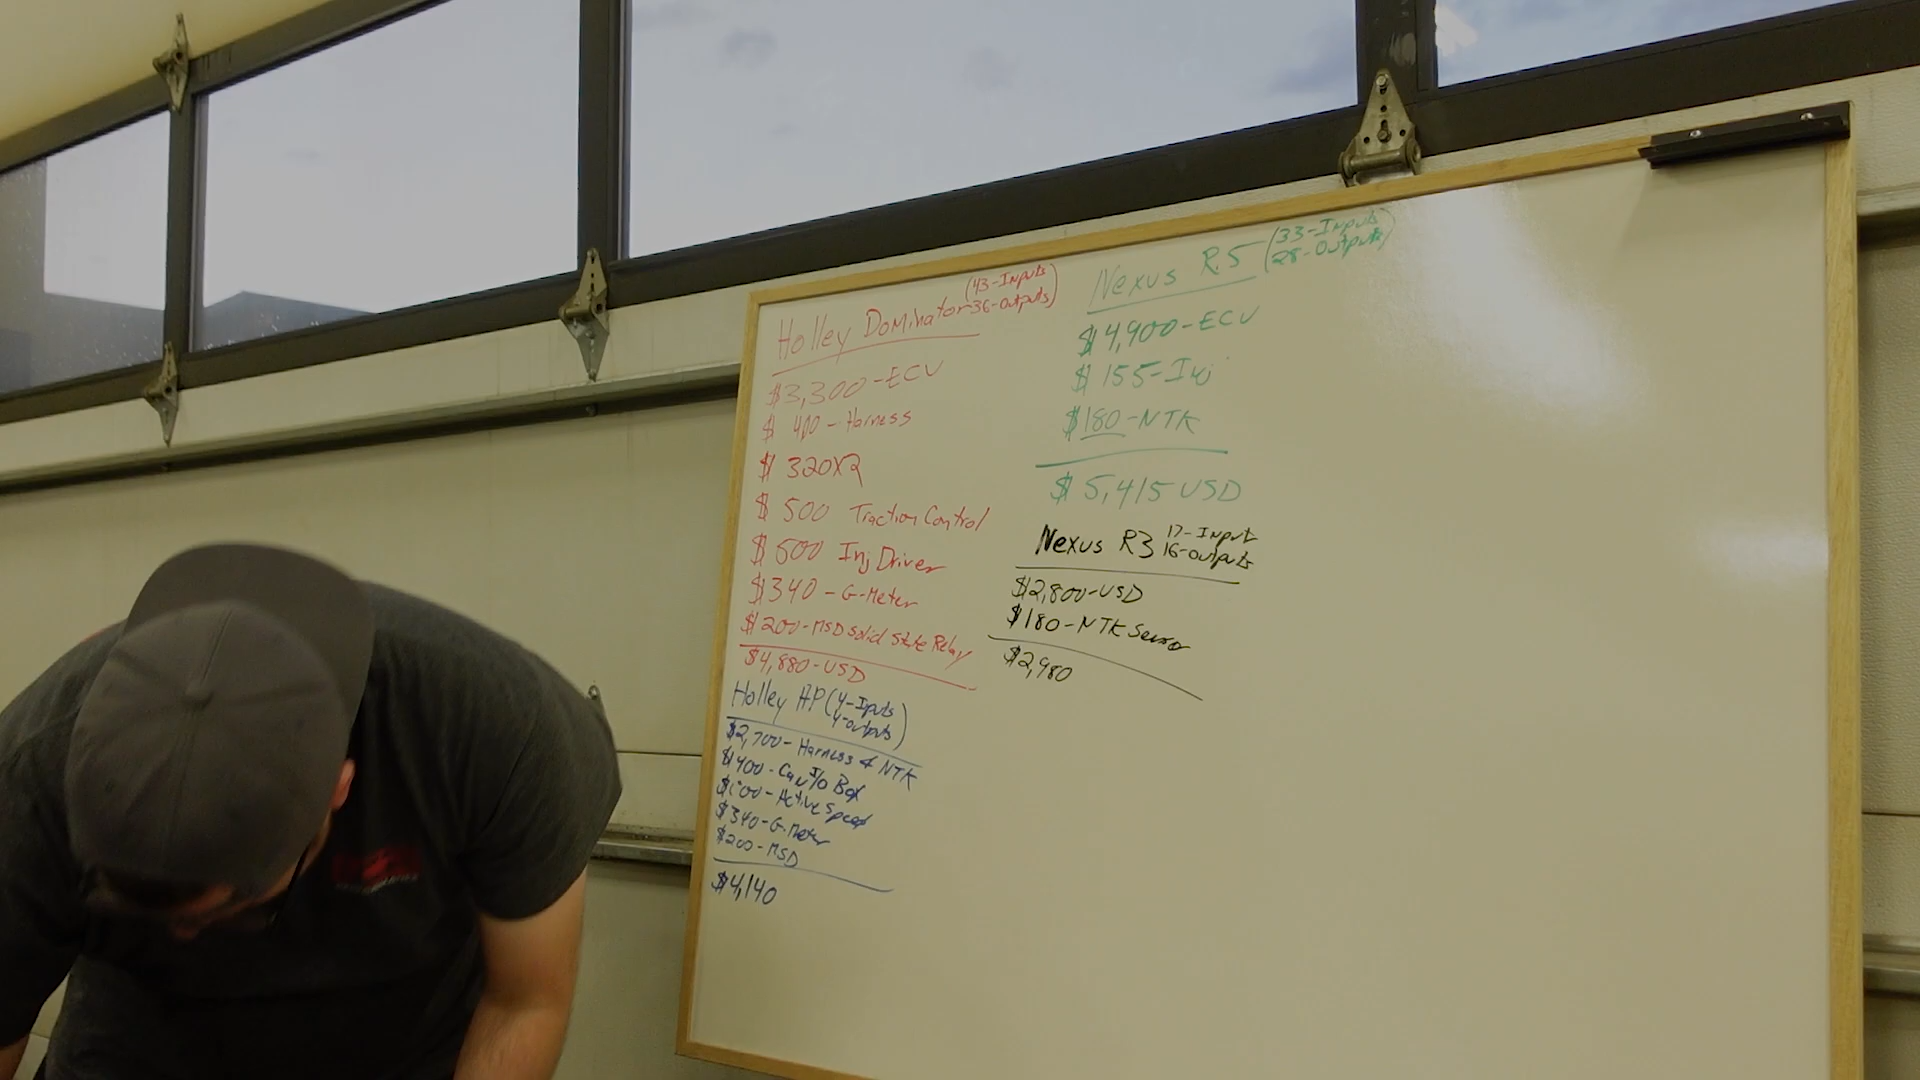 Holley Dominator (43-Inputs
36-Outputs)
$3,300-ECU
$ 400 - Harness
$ 320X2
$ 500 Traction Control
$ 500 Inj Driver
$340 - G-Meter
$200-MSD Solid State Relay
$4,880-USD
Holley HP (4-Inputs
4-outputs)
$2,700- Harness & NTK
$400- Can I/O Box
-Active Speed
$340-G-Meter
$200-MSD
$4,140
Nexus R5 (33-Inputs
28-Outputs)
$4,900-ECU
$ 155-Inj
$180-NTK
$ 5,415 USD
Nexus R3 17-Input
16-outputs
$2,800-USD
$180-NTK Sensor
$2,980